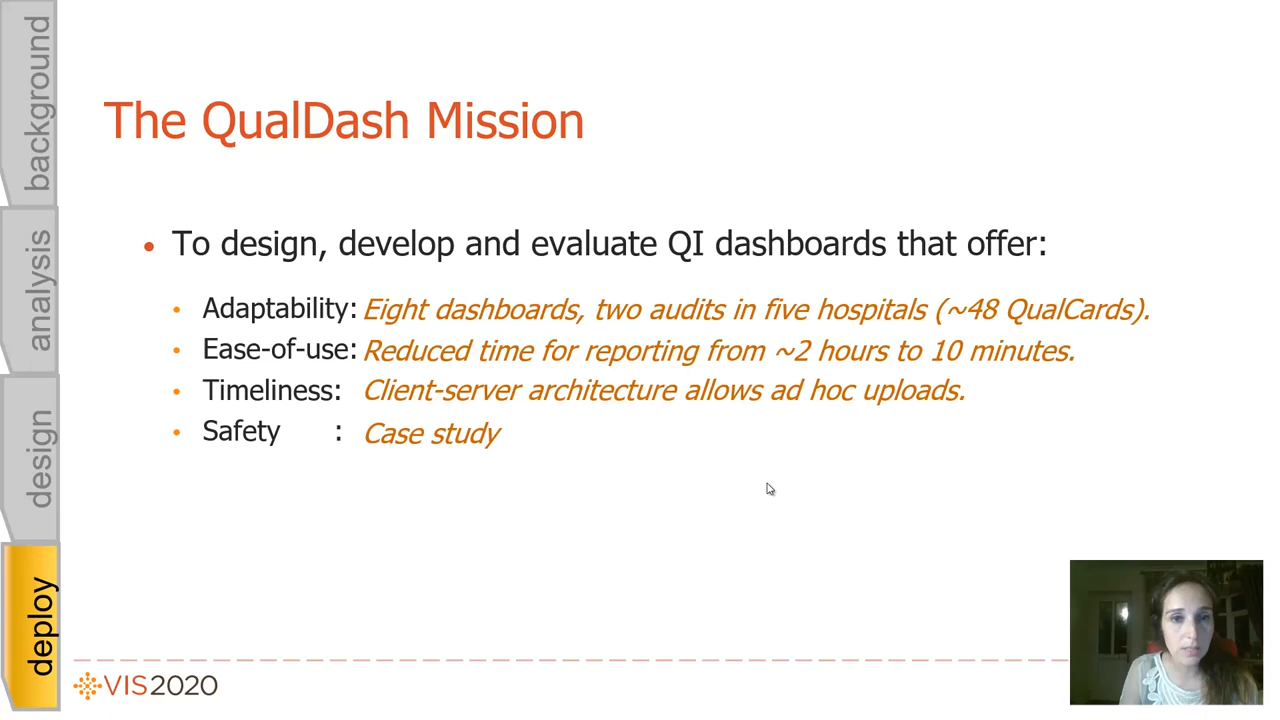 background
analysis
design
deploy
The QualDash Mission
• To design, develop and evaluate QI dashboards that offer:
• Adaptability: Eight dashboards, two audits in five hospitals (~48 QualCards).
• Ease-of-use: Reduced time for reporting from ~2 hours to 10 minutes.
• Timeliness: Client-server architecture allows ad hoc uploads.
• Safety : Case study
VIS2020